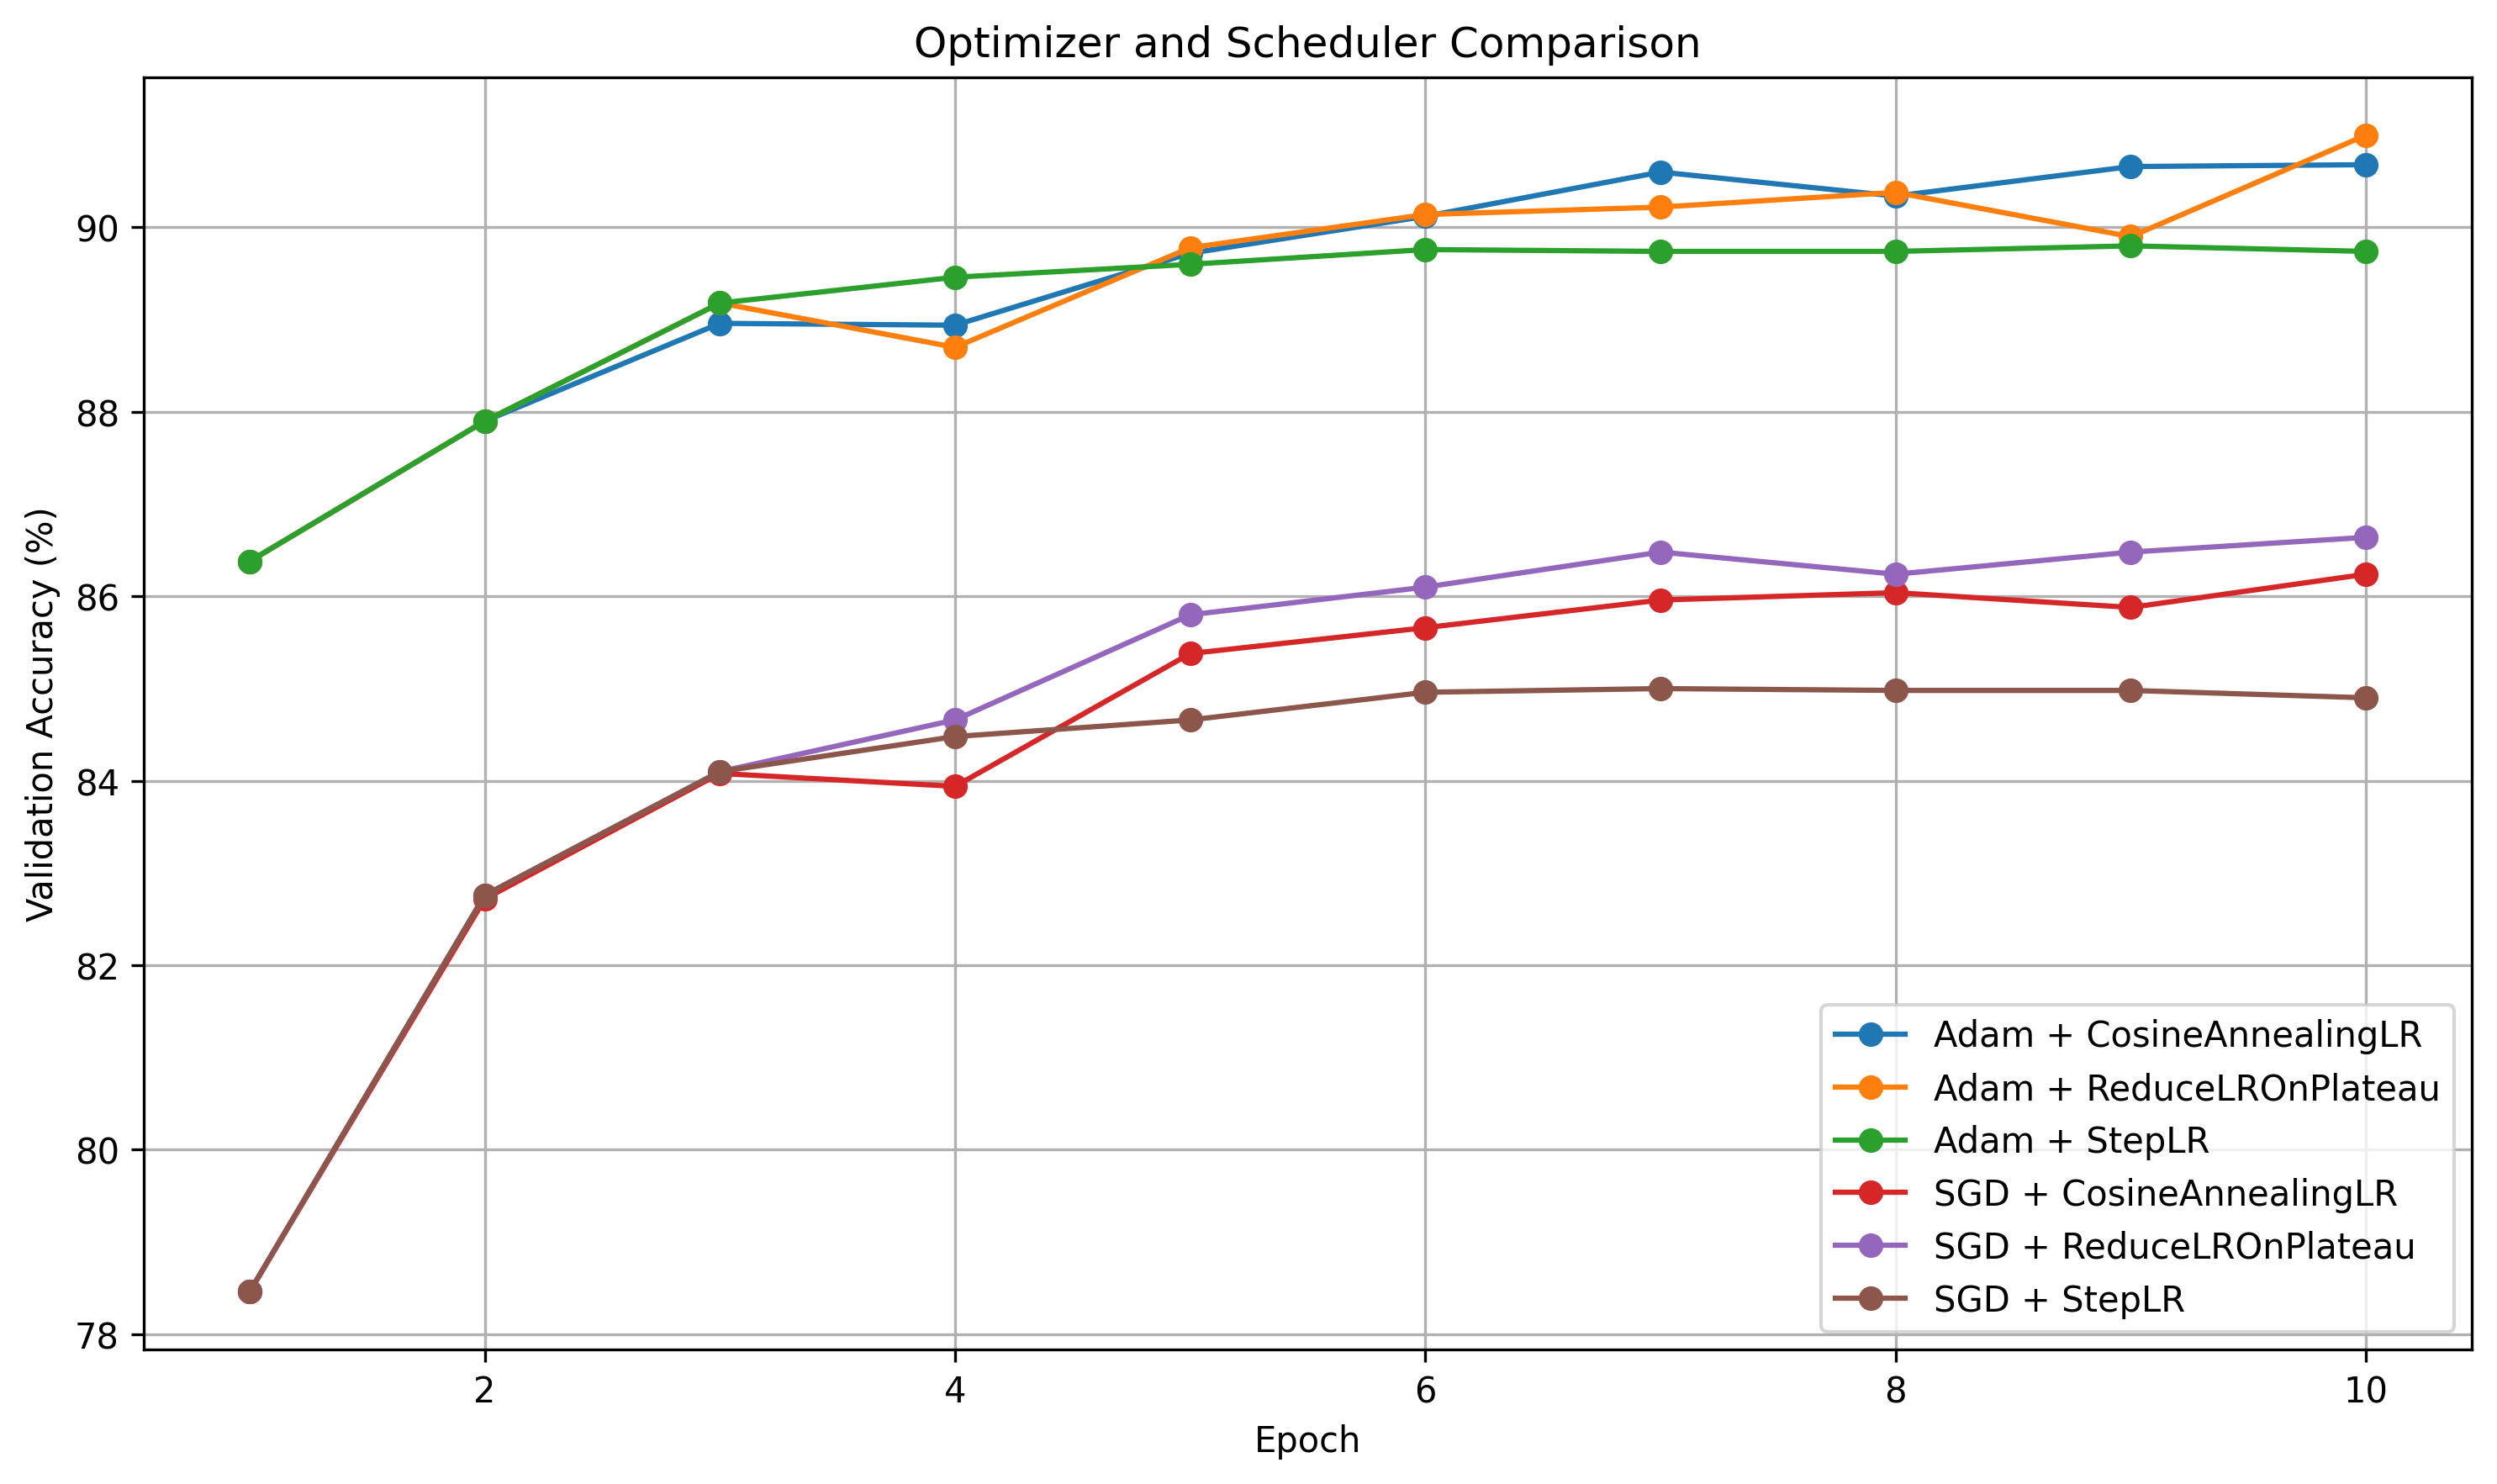 Optimizer and Scheduler Comparison
Validation Accuracy (%)
90
88
86
84
82
80
78
2 4 6 8 10
Epoch
Adam + CosineAnnealingLR
Adam + ReduceLROnPlateau
Adam + StepLR
SGD + CosineAnnealingLR
SGD + ReduceLROnPlateau
SGD + StepLR